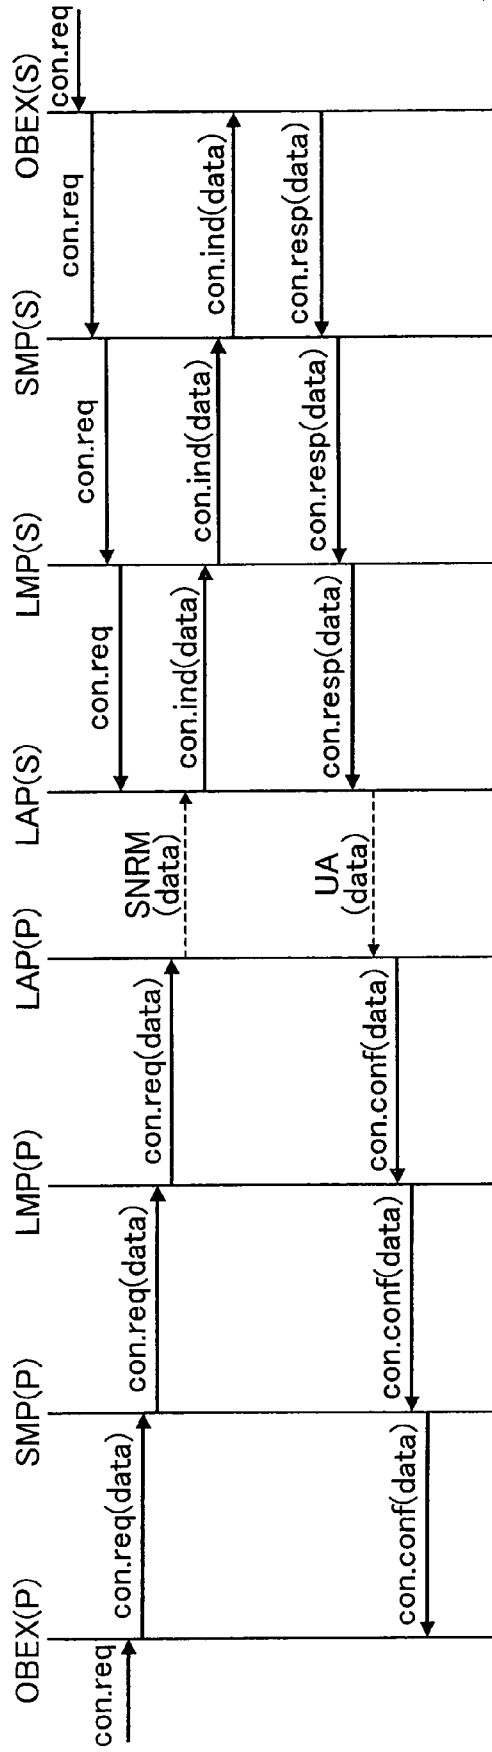 OBEX(P)
SMP(P)
LMP(P)
LAP(P)
LAP(S)
LMP(S)
SMP(S)
OBEX(S)
con.req
con.req
con.req
con.req
con.req
con.req(data)
con.req(data)
con.req(data)
SNRM
(data)
con.ind(data)
con.ind(data)
con.ind(data)
con.resp(data)
con.resp(data)
con.resp(data)
UA
(data)
con.conf(data)
con.conf(data)
con.conf(data)